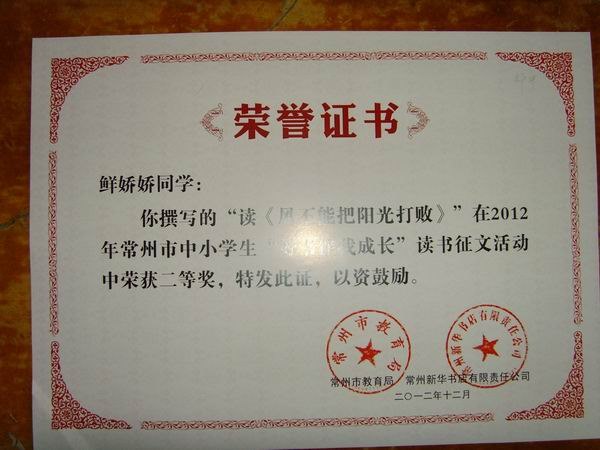 荣誉证书
鲜娇娇同学：
你撰写的“读《风不能把阳光打败》”在2012
年常州市中小学生“ 我成长”读书征文活动
中荣获二等奖，特发此证，以资鼓励。
常州市教育局
常州新华书店有限责任公司
常州市教育局 常州新华书店有限责任公司
二〇一二年十二月